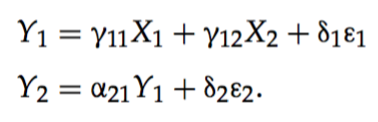 Y₁ = γ₁₁X₁ + γ₁₂X₂ + δ₁ε₁
Y₂ = α₂₁Y₁ + δ₂ε₂.